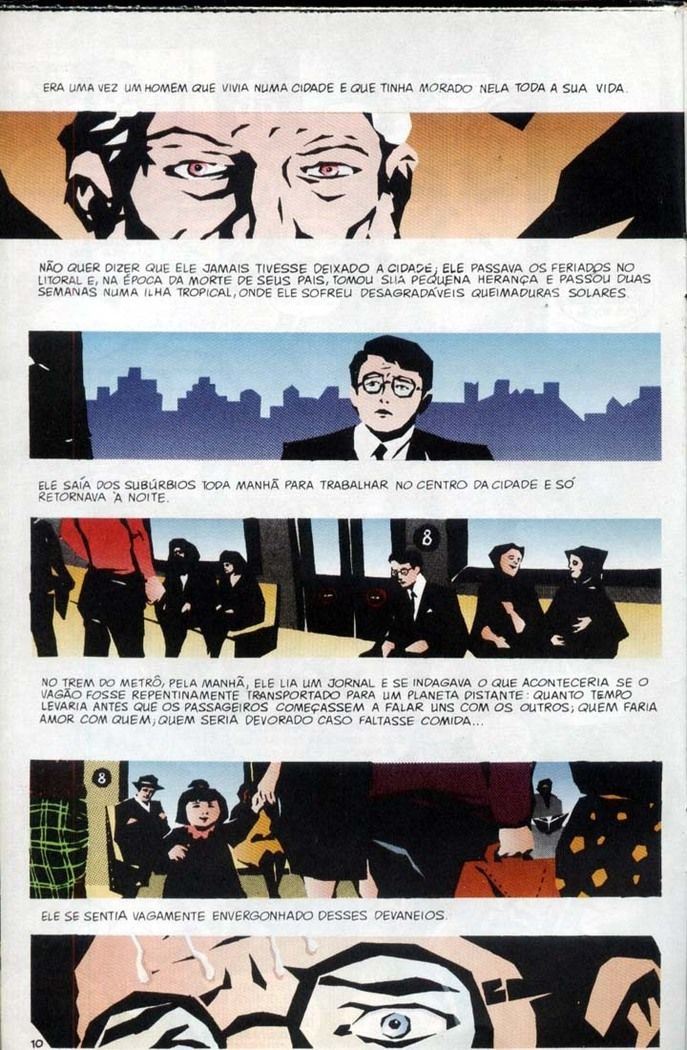 ERA UMA VEZ UM HOMEM QUE VIVIA NUMA CIDADE E QUE TINHA MORADO NELA TODA A SUA VIDA.
NÃO QUER DIZER QUE ELE JAMAIS TIVESSE DEIXADO A CIDADE; ELE PASSAVA OS FERIADOS NO
LITORAL E, NA ÉPOCA DA MORTE DE SEUS PAIS, TOMOU SUA PEQUENA HERANÇA E PASSOU DUAS
SEMANAS NUMA ILHA TROPICAL, ONDE ELE SOFREU DESAGRADÁVEIS QUEIMADURAS SOLARES.
ELE SAÍA DOS SUBÚRBIOS TODA MANHÃ PARA TRABALHAR NO CENTRO DA CIDADE E SÓ
RETORNAVA À NOITE.
8
NO TREM DO METRÔ, PELA MANHÃ, ELE LIA UM JORNAL E SE INDAGAVA O QUE ACONTECERIA SE O
VAGÃO FOSSE REPENTINAMENTE TRANSPORTADO PARA UM PLANETA DISTANTE: QUANTO TEMPO
LEVARIA ANTES QUE OS PASSAGEIROS COMEÇASSEM A FALAR UNS COM OS OUTROS; QUEM FARIA
AMOR COM QUEM; QUEM SERIA DEVORADO CASO FALTASSE COMIDA...
8
ELE SE SENTIA VAGAMENTE ENVERGONHADO DESSES DEVANEIOS.
10